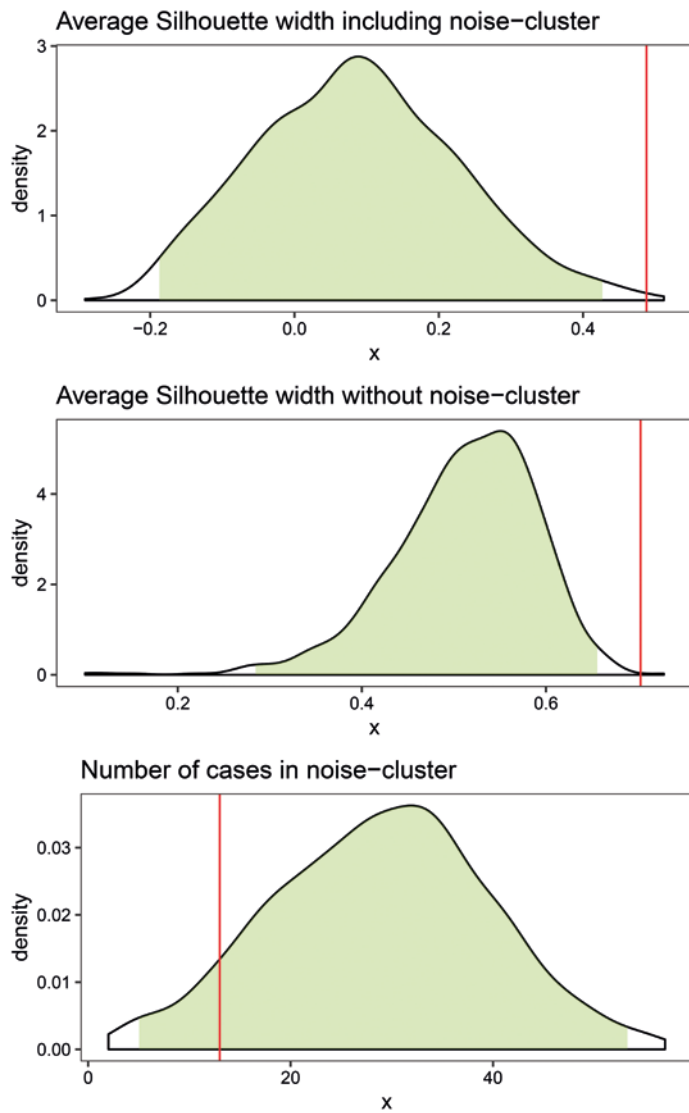 Average Silhouette width including noise−cluster
3
2
1
0
density
−0.2
0.0
0.2
0.4
x
Average Silhouette width without noise−cluster
4
2
0
density
0.2
0.4
0.6
x
Number of cases in noise−cluster
0.03
0.02
0.01
0.00
density
0
20
40
x